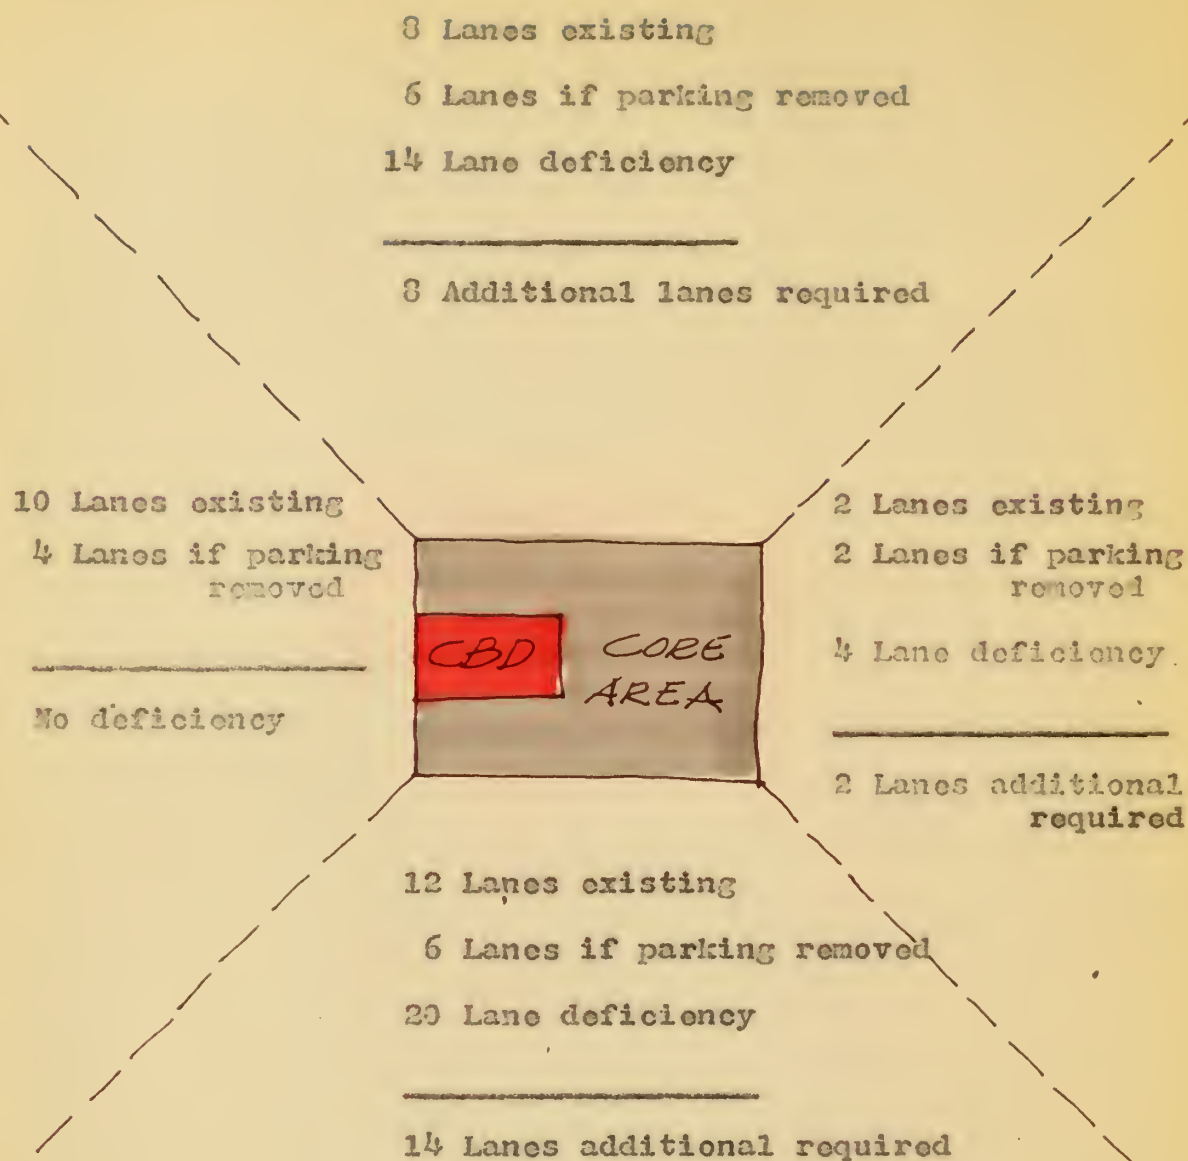 8 Lanes existing
6 Lanes if parking removed
14 Lane deficiency
8 Additional lanes required
10 Lanes existing
4 Lanes if parking
removed
No deficiency
CBD
CORE
AREA
2 Lanes existing
2 Lanes if parking
removed
4 Lane deficiency
2 Lanes additional
required
12 Lanes existing
6 Lanes if parking removed
20 Lane deficiency
14 Lanes additional required